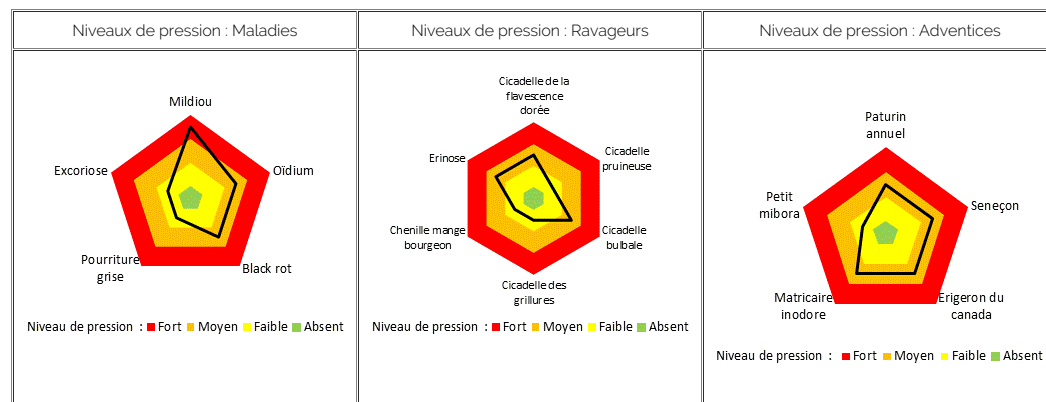 Niveaux de pression : Maladies
Niveaux de pression : Ravageurs
Niveaux de pression : Adventices
Mildiou
Oïdium
Black rot
Pourriture
grise
Excoriose
Niveau de pression : Fort Moyen Faible Absent
Cicadelle de la
flavescence
dorée
Cicadelle
pruineuse
Cicadelle
bulbale
Cicadelle des
grillures
Chenille mange
bourgeon
Erinose
Niveau de pression : Fort Moyen Faible Absent
Paturin
annuel
Seneçon
Erigeron du
canada
Matricaire
inodore
Petit
mibora
Niveau de pression : Fort Moyen Faible Absent